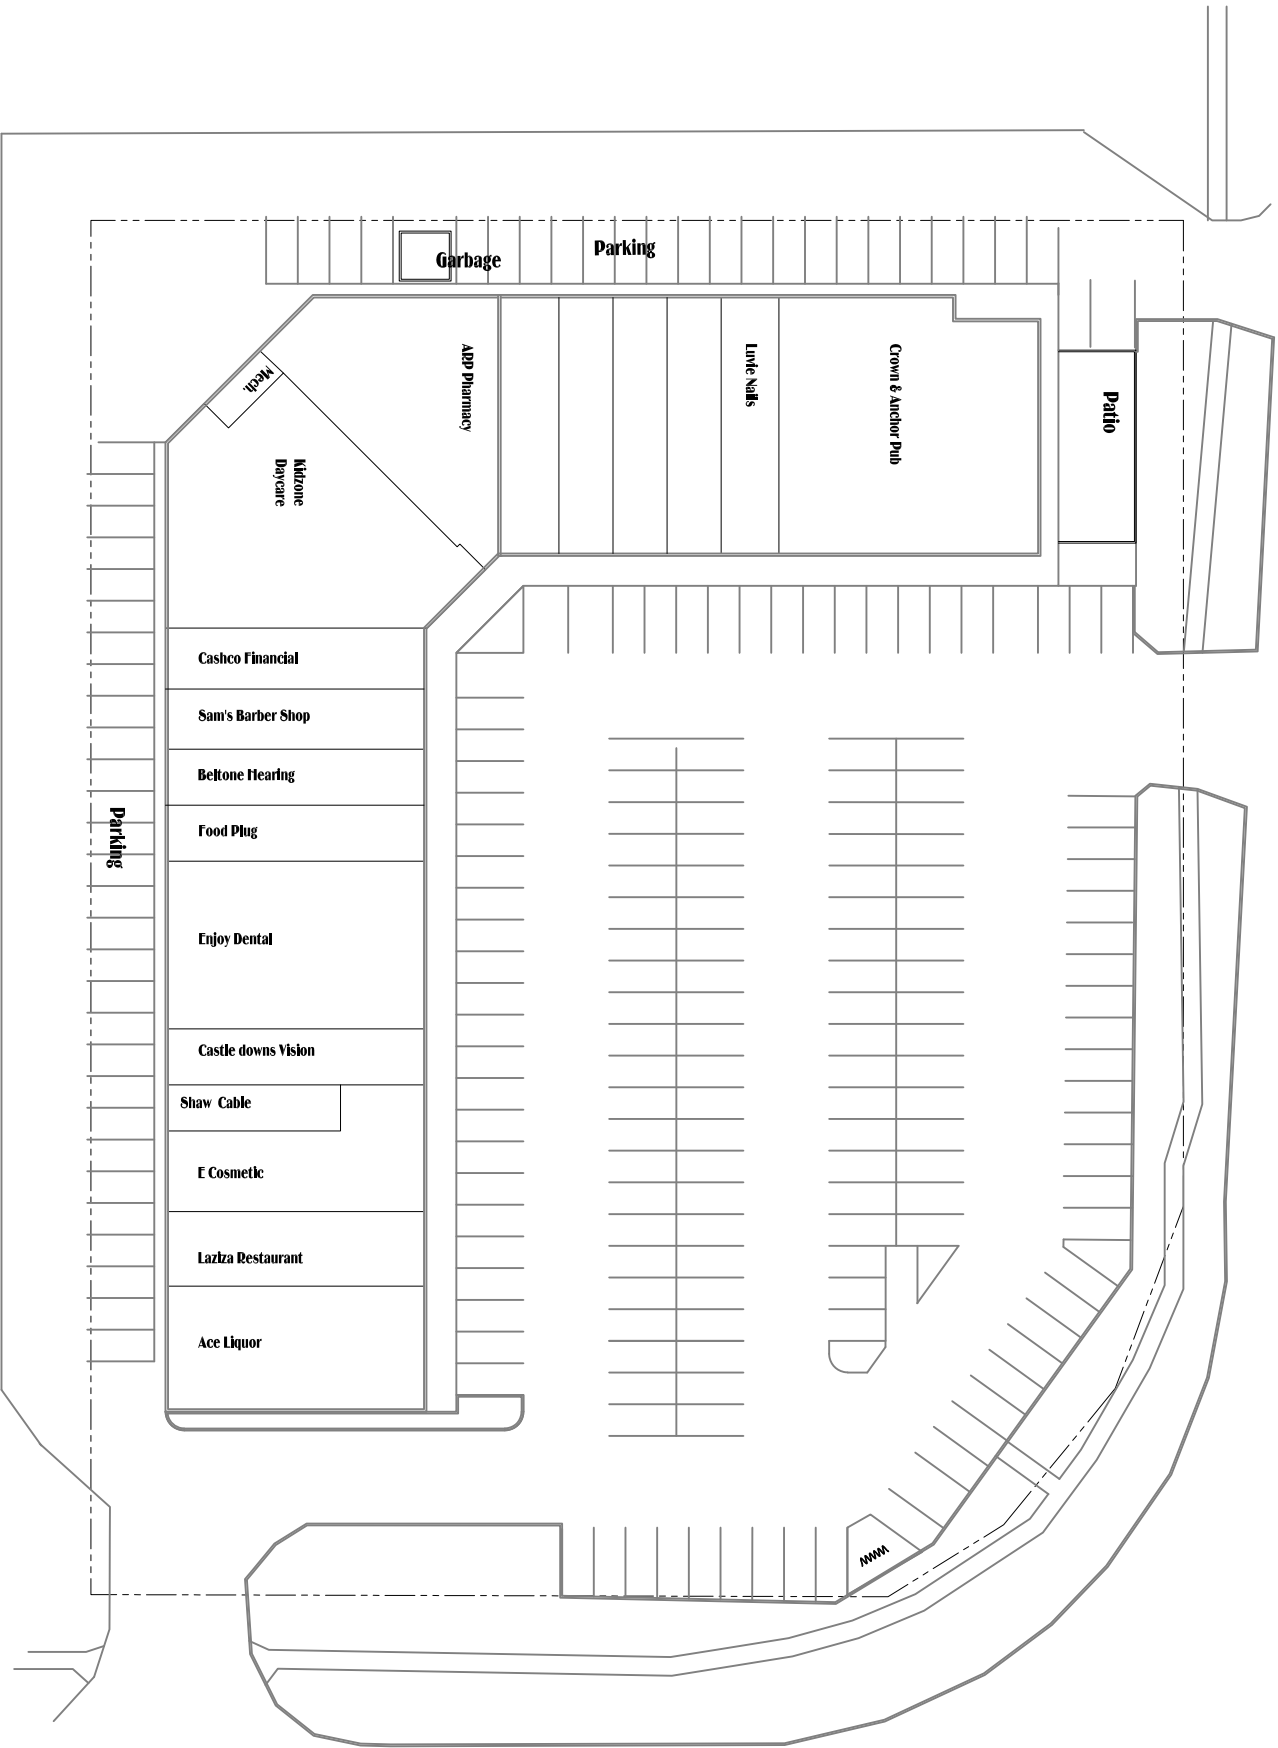 Parking
Garbage
Mech.
ARP Pharmacy
Luvie Nails
Crown & Anchor Pub
Patio
Kidzone
Daycare
Cashco Financial
Sam's Barber Shop
Beltone Hearing
Food Plug
Parking
Enjoy Dental
Castle downs Vision
Shaw Cable
E Cosmetic
Laziza Restaurant
Ace Liquor